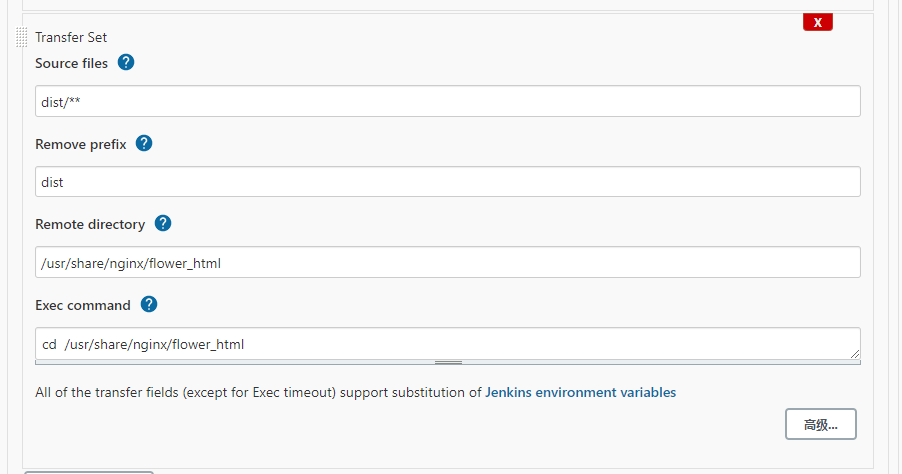 X
Transfer Set
Source files ?
dist/**
Remove prefix ?
dist
Remote directory ?
/usr/share/nginx/flower_html
Exec command ?
cd  /usr/share/nginx/flower_html
All of the transfer fields (except for Exec timeout) support substitution of Jenkins environment variables
高级...